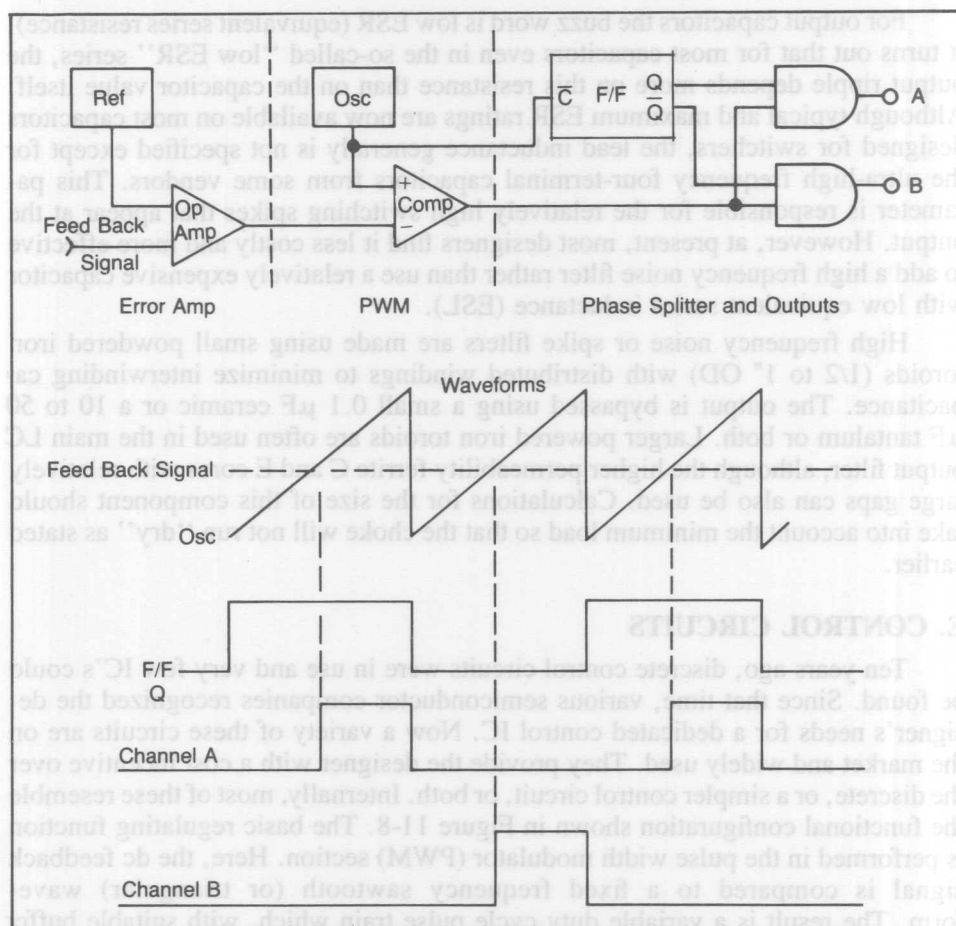 Ref
Osc
C F/F Q
Q
A
B
Op
Amp
+
Comp
−
Feed Back
Signal
Error Amp
PWM
Phase Splitter and Outputs
Waveforms
Feed Back Signal
Osc
F/F
Q
Channel A
Channel B
For output capacitors the buzz word is low ESR (equivalent series resistance)
turns out that for most capacitors even in the so-called "low ESR" series, the
output ripple depends more on this resistance than on the capacitor value itself.
Although typical and maximum ESR ratings are now available on most capacitors
designed for switchers, the lead inductance generally is not specified except for
the ultra-high frequency four-terminal capacitors from some vendors. This pa-
rameter is responsible for the relatively high switching spikes that appear at the
output. However, at present, most designers find it less costly and more effective
to add a high frequency noise filter rather than use a relatively expensive capacitor
with low equivalent series inductance (ESL).
High frequency noise or spike filters are made using small powdered iron
toroids (1/2 to 1" OD) with distributed windings to minimize interwinding ca-
pacitance. The output is bypassed using a small 0.1 µF ceramic or a 10 to 50
µF tantalum or both. Larger powered iron toroids are often used in the main LC
output filter, although the higher permeability ferrite C and E cores with relatively
large gaps can also be used. Calculations for the size of this component should
take into account the minimum load so that the choke will not run "dry" as stated
earlier.
E. CONTROL CIRCUITS
Ten years ago, discrete control circuits were in use and very few IC"s could
be found. Since that time, various semiconductor companies recognized the de-
signer's needs for a dedicated control IC. Now a variety of these circuits are on
the market and widely used. They provide the designer with a cost incentive over
the discrete, or a simpler control circuit, or both. Internally, most of these resemble
the functional configuration shown in Figure 11-8. The basic regulating function
is performed in the pulse width modulator (PWM) section. Here, the dc feedback
signal is compared to a fixed frequency sawtooth (or triangular) wave-
form. The result is a variable duty cycle pulse train which, with suitable buffer